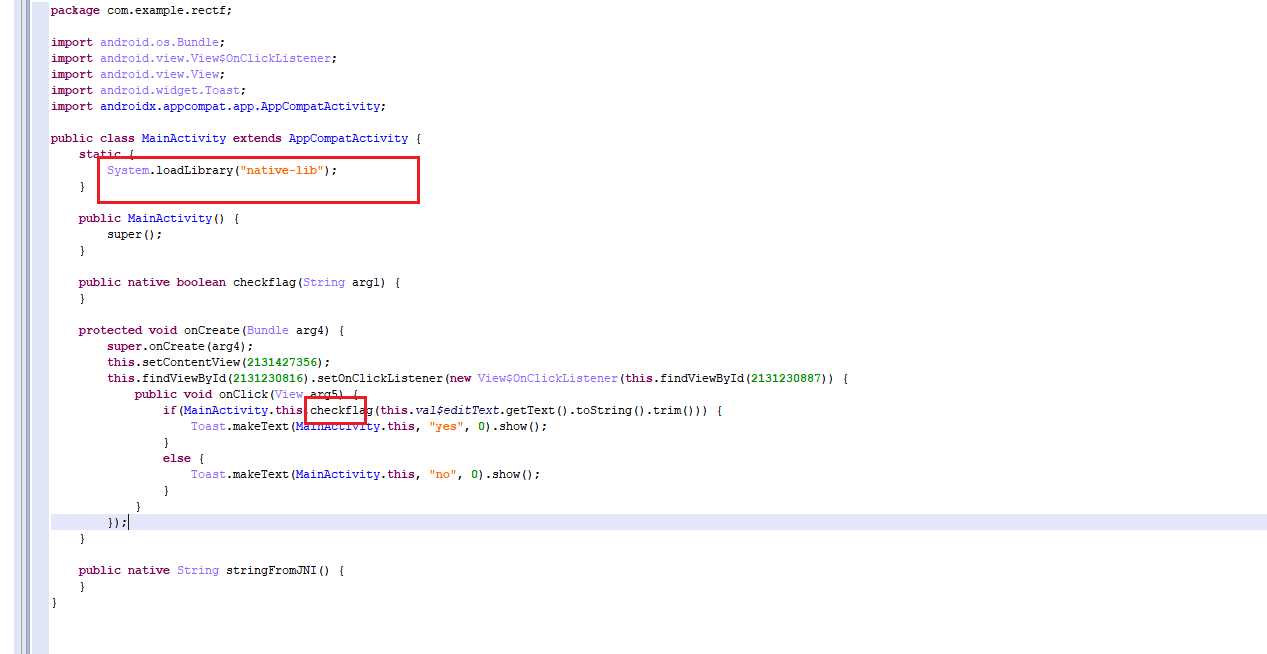 package com.example.rectf;
import android.os.Bundle;
import android.view.View$OnClickListener;
import android.view.View;
import android.widget.Toast;
import androidx.appcompat.app.AppCompatActivity;
public class MainActivity extends AppCompatActivity {
static {
System.loadLibrary("native-lib");
}
public MainActivity() {
super();
}
public native boolean checkflag(String arg1) {
}
protected void onCreate(Bundle arg4) {
super.onCreate(arg4);
this.setContentView(2131427356);
this.findViewById(2131230816).setOnClickListener(new View$OnClickListener(this.findViewById(2131230887)) {
public void onClick(View arg5) {
if(MainActivity.this.checkflag(this.val$editText.getText().toString().trim())) {
Toast.makeText(MainActivity.this, "yes", 0).show();
}
else {
Toast.makeText(MainActivity.this, "no", 0).show();
}
}
});
}
public native String stringFromJNI() {
}
}